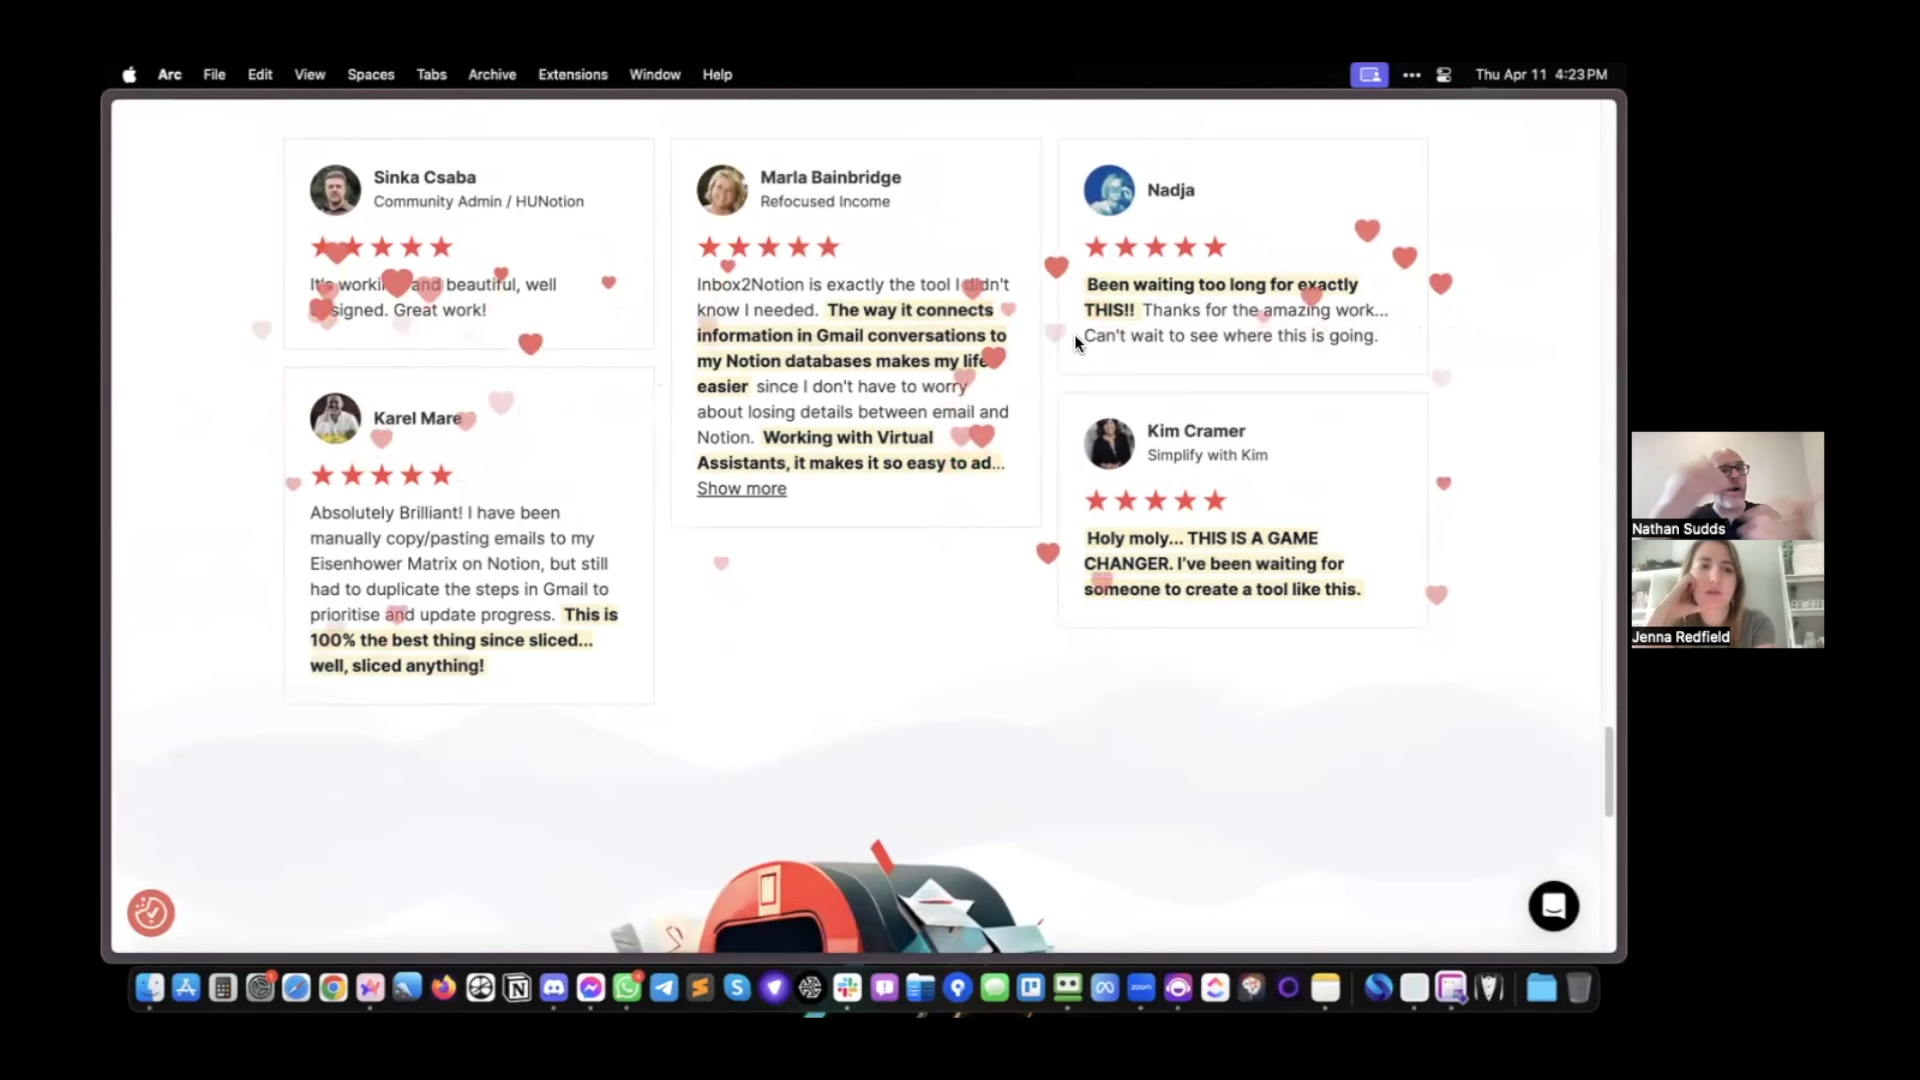 Arc File Edit View Spaces Tabs Archive Extensions Window Help
Thu Apr 11 4:23 PM
Sinka Csaba
Community Admin / HUNotion
It's working and beautiful, well
signed. Great work!
Karel Mare
Absolutely Brilliant! I have been
manually copy/pasting emails to my
Eisenhower Matrix on Notion, but still
had to duplicate the steps in Gmail to
prioritise and update progress. This is
100% the best thing since sliced...
well, sliced anything!
Marla Bainbridge
Refocused Income
Inbox2Notion is exactly the tool I didn't
know I needed. The way it connects
information in Gmail conversations to
my Notion databases makes my life
easier since I don't have to worry
about losing details between email and
Notion. Working with Virtual
Assistants, it makes it so easy to ad...
Show more
Nadja
Been waiting too long for exactly
THIS!! Thanks for the amazing work...
Can't wait to see where this is going.
Kim Cramer
Simplify with Kim
Holy moly... THIS IS A GAME
CHANGER. I've been waiting for
someone to create a tool like this.
Nathan Sudds
Jenna Redfield
zoom